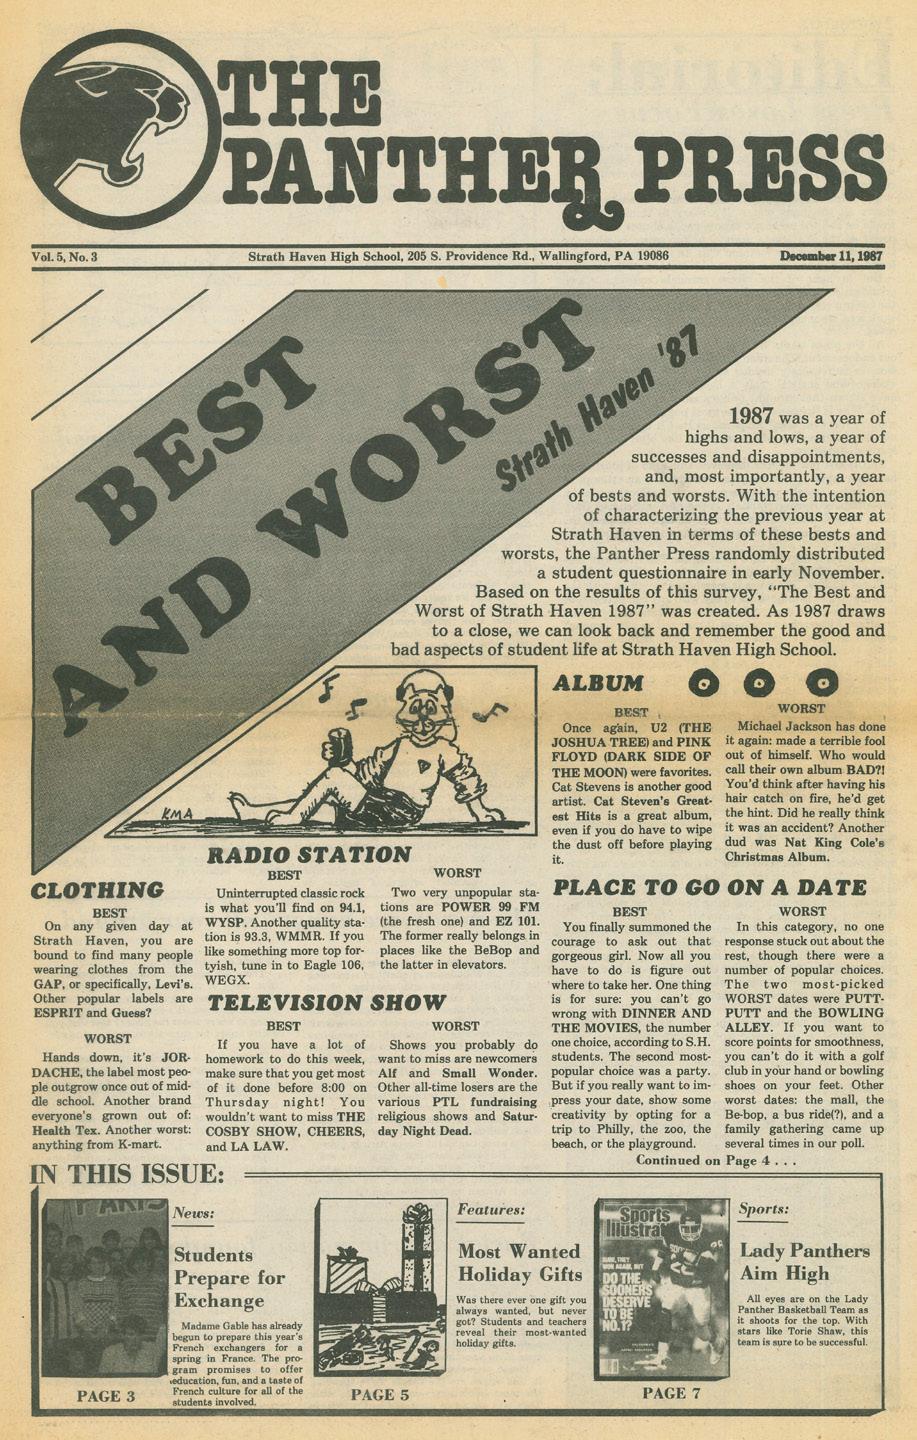 THE
PANTHER PRESS
Vol. 5, No. 3
Strath Haven High School, 205 S. Providence Rd., Wallingford, PA 19086
December 11, 1987
BEST
AND WORST
Strath Haven '87
1987 was a year of
highs and lows, a year of
successes and disappointments,
and, most importantly, a year
of bests and worsts. With the intention
of characterizing the previous year at
Strath Haven in terms of these bests and
worsts, the Panther Press randomly distributed
a student questionnaire in early November.
Based on the results of this survey, "The Best and
Worst of Strath Haven 1987" was created. As 1987 draws
to a close, we can look back and remember the good and
bad aspects of student life at Strath Haven High School.
KMA
CLOTHING
BEST
On any given day at
Strath Haven, you are
bound to find many people
wearing clothes from the
GAP, or specifically, Levi's.
Other popular labels are
ESPRIT and Guess?
WORST
Hands down, it's JOR-
DACHE, the label most peo-
ple outgrow once out of mid-
dle school. Another brand
everyone's grown out of:
Health Tex. Another worst:
anything from K-mart.
RADIO STATION
BEST
Uninterrupted classic rock
is what you'll find on 94.1,
WYSP. Another quality sta-
tion is 93.3, WMMR. If you
like something more top for-
tyish, tune in to Eagle 106,
WEGX.
WORST
Two very unpopular sta-
tions are POWER 99 FM
(the fresh one) and EZ 101.
The former really belongs in
places like the BeBop and
the latter in elevators.
TELEVISION SHOW
BEST
If you have a lot of
homework to do this week,
make sure that you get most
of it done before 8:00 on
Thursday night! You
wouldn't want to miss THE
COSBY SHOW, CHEERS,
and LA LAW.
WORST
Shows you probably do
want to miss are newcomers
Alf and Small Wonder.
Other all-time losers are the
various PTL fundraising
religious shows and Satur-
day Night Dead.
ALBUM
BEST
Once again, U2 (THE
JOSHUA TREE) and PINK
FLOYD (DARK SIDE OF
THE MOON) were favorites.
Cat Stevens is another good
artist. Cat Steven's Great-
est Hits is a great album,
even if you do have to wipe
the dust off before playing
it.
WORST
Michael Jackson has done
it again: made a terrible fool
out of himself. Who would
call their own album BAD?!
You'd think after having his
hair catch on fire, he'd get
the hint. Did he really think
it was an accident? Another
dud was Nat King Cole's
Christmas Album.
PLACE TO GO ON A DATE
BEST
You finally summoned the
courage to ask out that
gorgeous girl. Now all you
have to do is figure out
where to take her. One thing
is for sure: you can't go
wrong with DINNER AND
THE MOVIES, the number
one choice, according to S.H.
students. The second most-
popular choice was a party.
But if you really want to im-
press your date, show some
creativity by opting for a
trip to Philly, the zoo, the
beach, or the playground.
WORST
In this category, no one
response stuck out about the
rest, though there were a
number of popular choices.
The two most-picked
WORST dates were PUTT-
PUTT and the BOWLING
ALLEY. If you want to
score points for smoothness,
you can't do it with a golf
club in your hand or bowling
shoes on your feet. Other
worst dates: the mall, the
Be-bop, a bus ride(?), and a
family gathering came up
several times in our poll.
Continued on Page 4 . . .
IN THIS ISSUE:
PARIS
PAGE 3
News:
Students
Prepare for
Exchange
Madame Gable has already
begun to prepare this year's
French exchangers for a
spring in France. The pro-
gram promises to offer
education, fun, and a taste of
French culture for all of the
students involved.
PAGE 5
Features:
Most Wanted
Holiday Gifts
Was there ever one gift you
always wanted, but never
got? Students and teachers
reveal their most-wanted
holiday gifts.
Sports
Illustrated
DO THE
SOONERS
DESERVE
TO BE
NO.1?
PAGE 7
Sports:
Lady Panthers
Aim High
All eyes are on the Lady
Panther Basketball Team as
it shoots for the top. With
stars like Torie Shaw, this
team is sure to be successful.